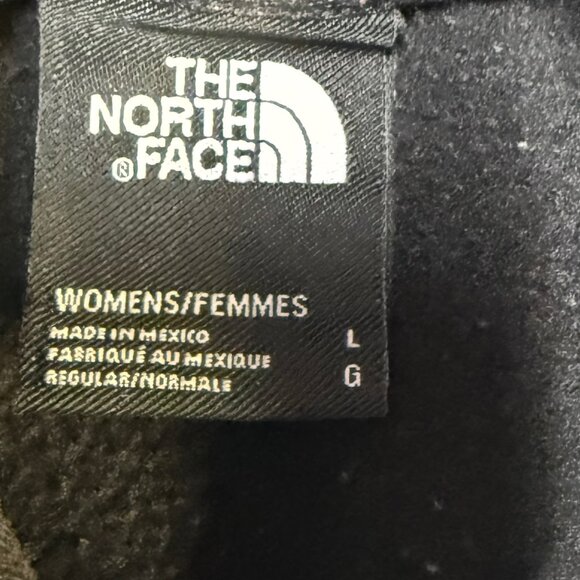 THE
NORTH
FACE®
WOMENS/FEMMES
MADE IN MEXICO L
FABRIQUÉ AU MEXIQUE
REGULAR/NORMALE G